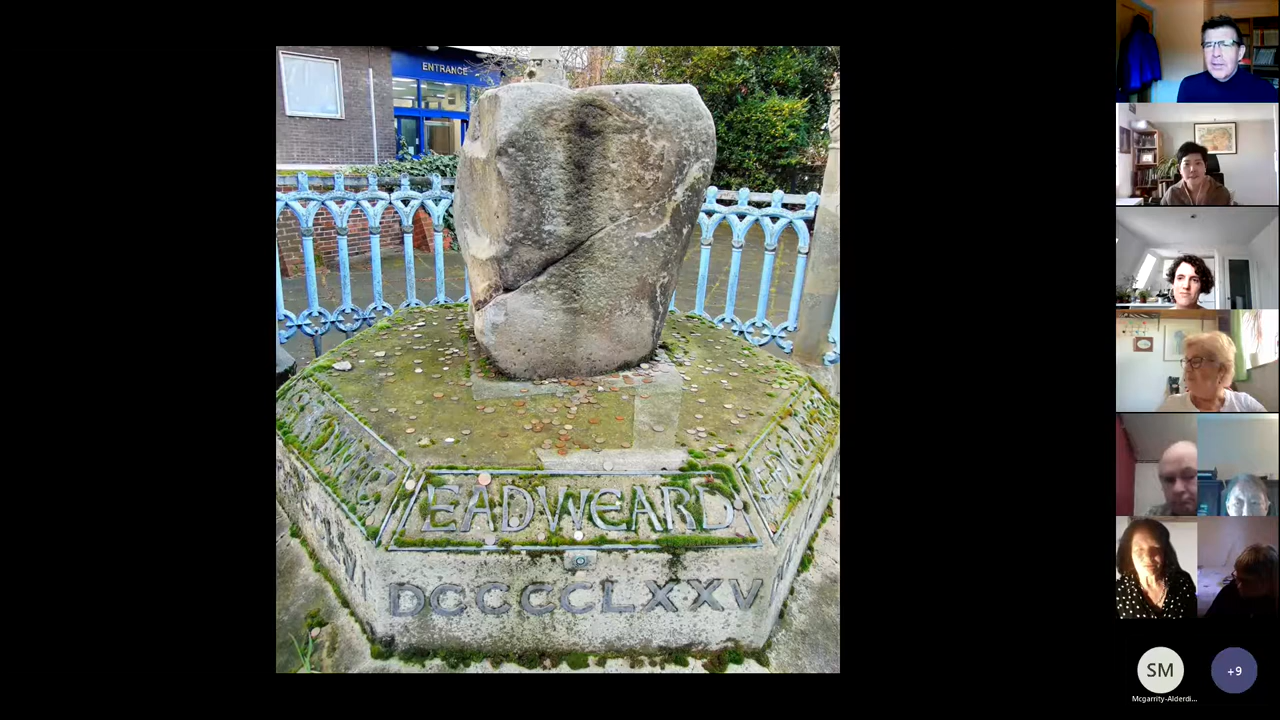 ENTRANCE
EADWEARD
DCCCCLXXV
SM
+9
Mcgarrity-Alderdi...